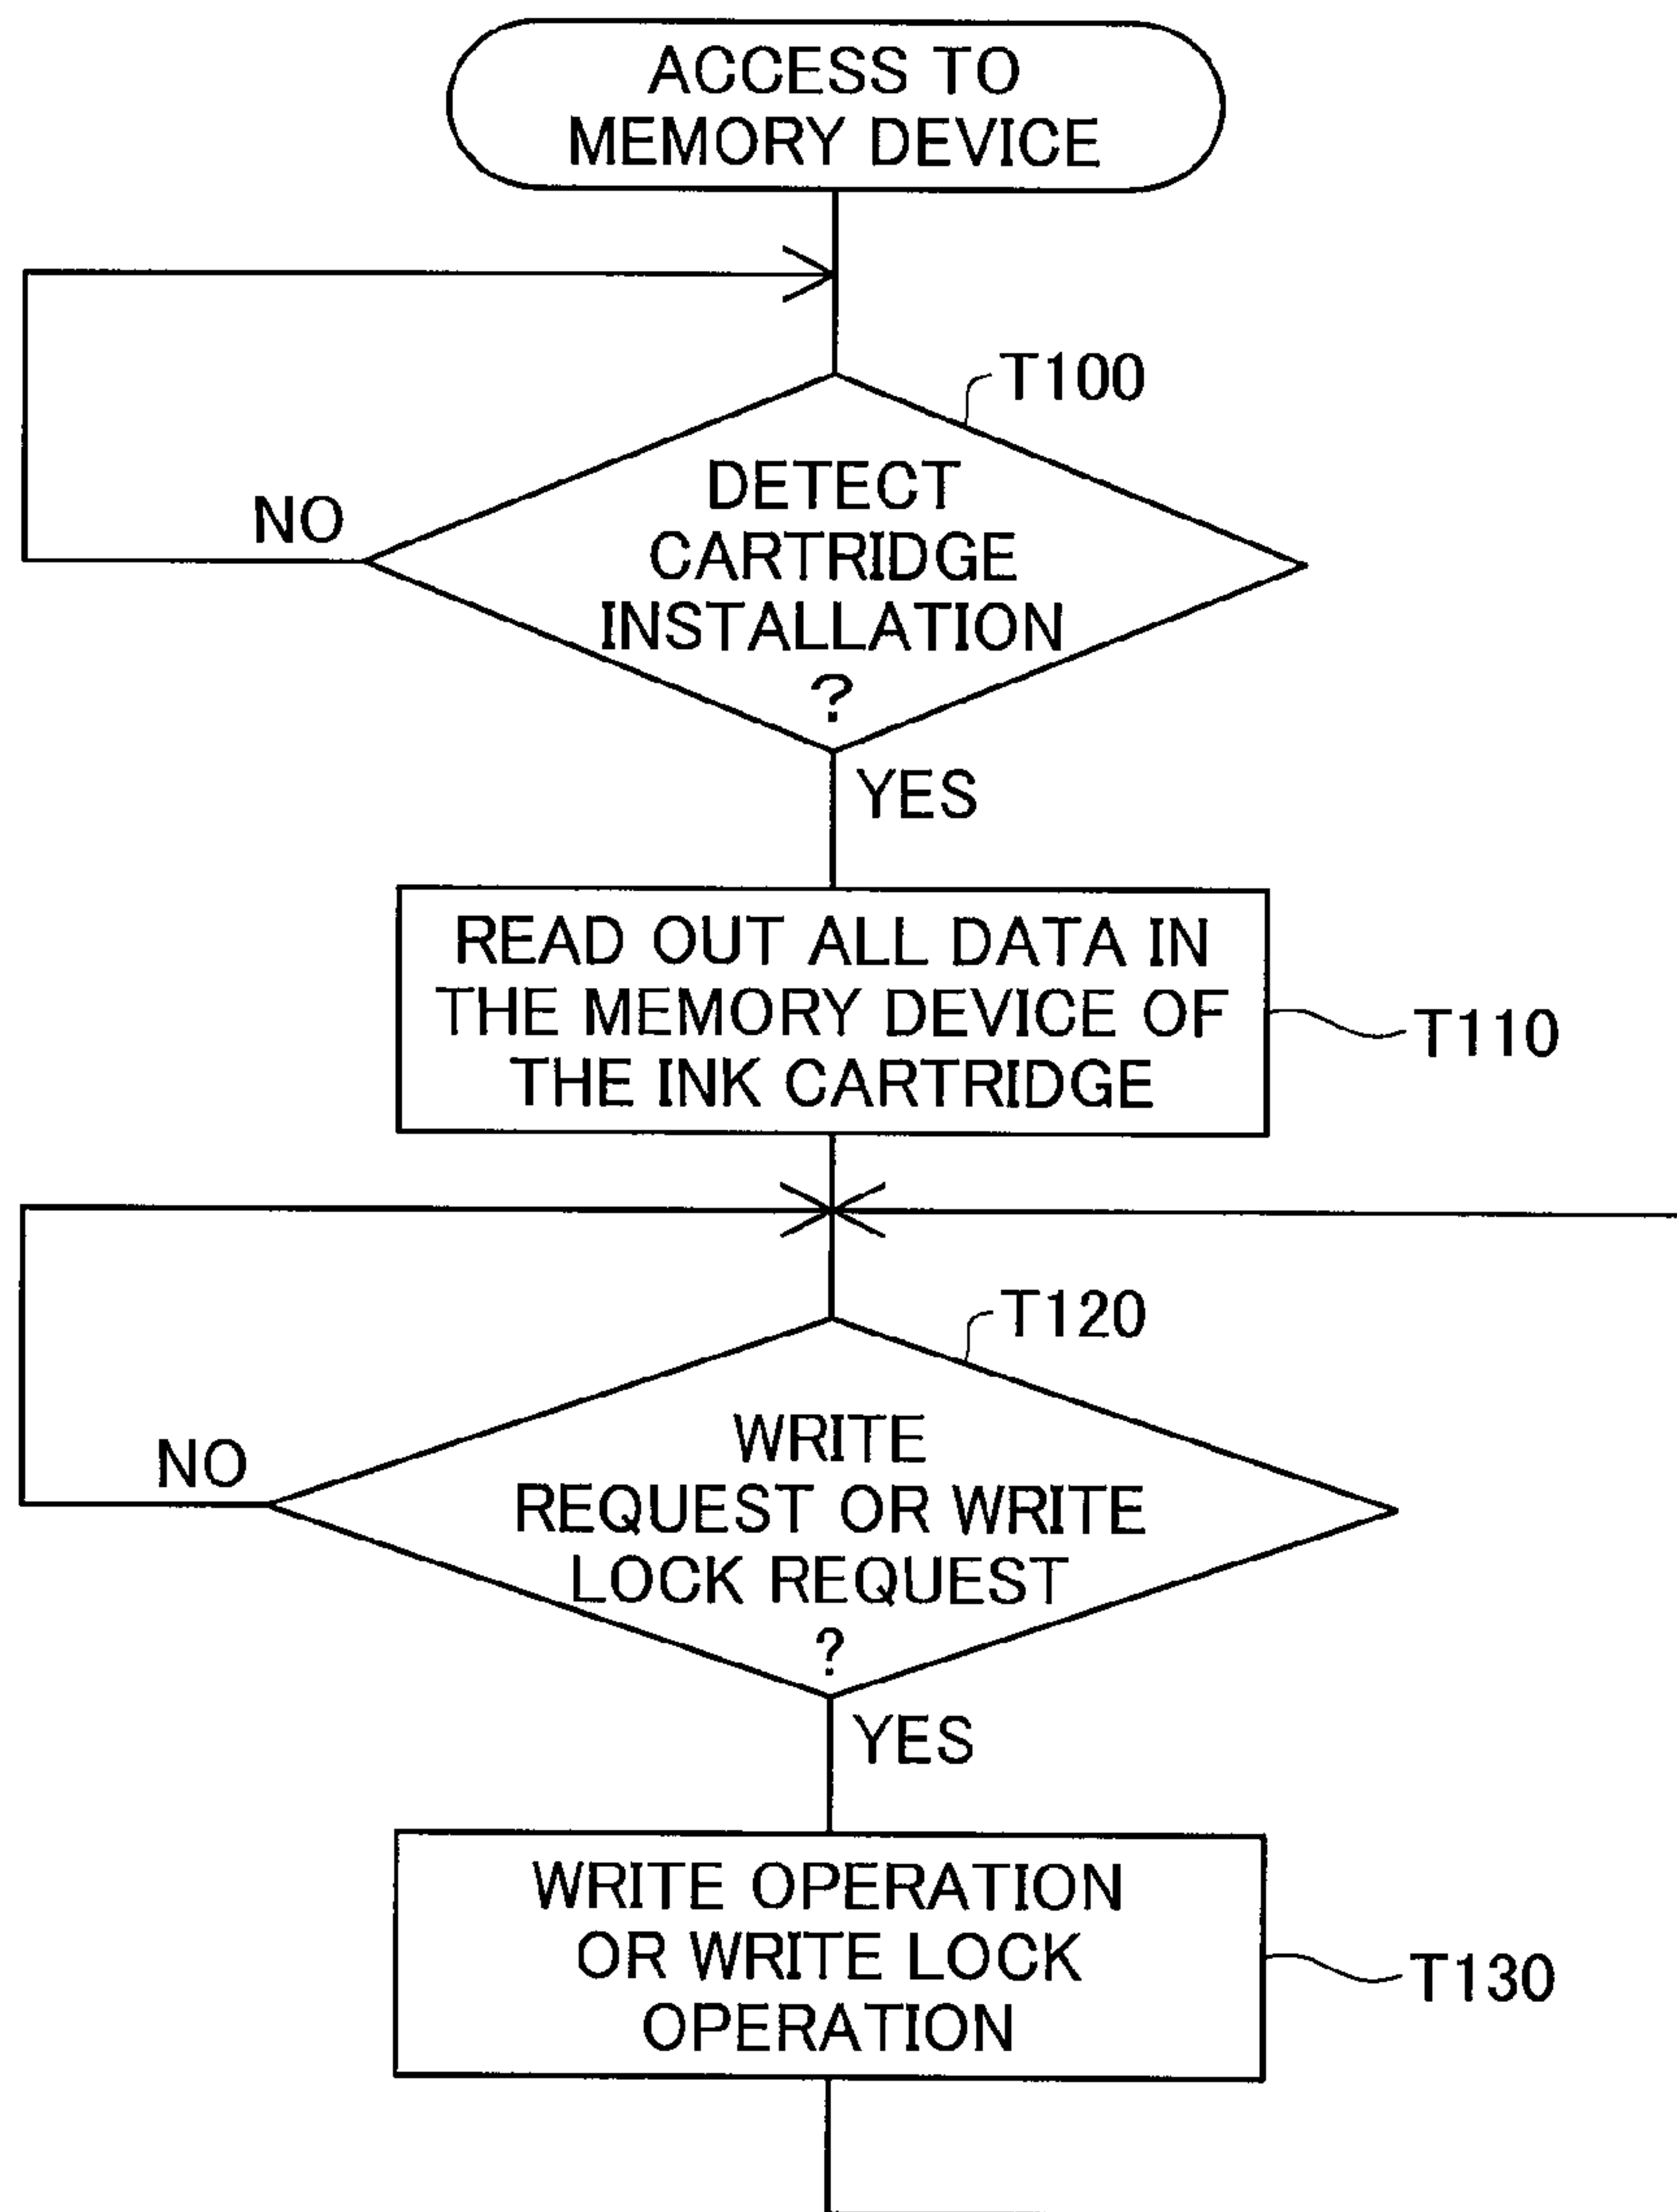 ACCESS TO
MEMORY DEVICE
T100
DETECT
CARTRIDGE
INSTALLATION
?
NO
YES
READ OUT ALL DATA IN
THE MEMORY DEVICE OF
THE INK CARTRIDGE
T110
T120
WRITE
REQUEST OR WRITE
LOCK REQUEST
?
NO
YES
WRITE OPERATION
OR WRITE LOCK
OPERATION
T130